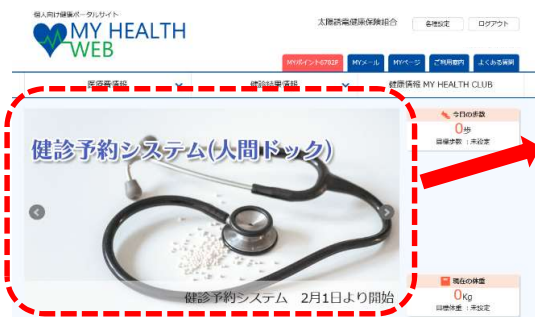 個人向け健康ポータルサイト
MY HEALTH
WEB
太陽誘電健康保険組合
各種設定
ログアウト
MYポイント6782P
MYメール
MYページ
ご利用案内
よくある質問
医療費情報
健診結果情報
健康情報 MY HEALTH CLUB
健診予約システム(人間ドック)
健診予約システム 2月1日より開始
今日の歩数
0歩
目標歩数:未設定
現在の体重
0Kg
目標体重:未設定